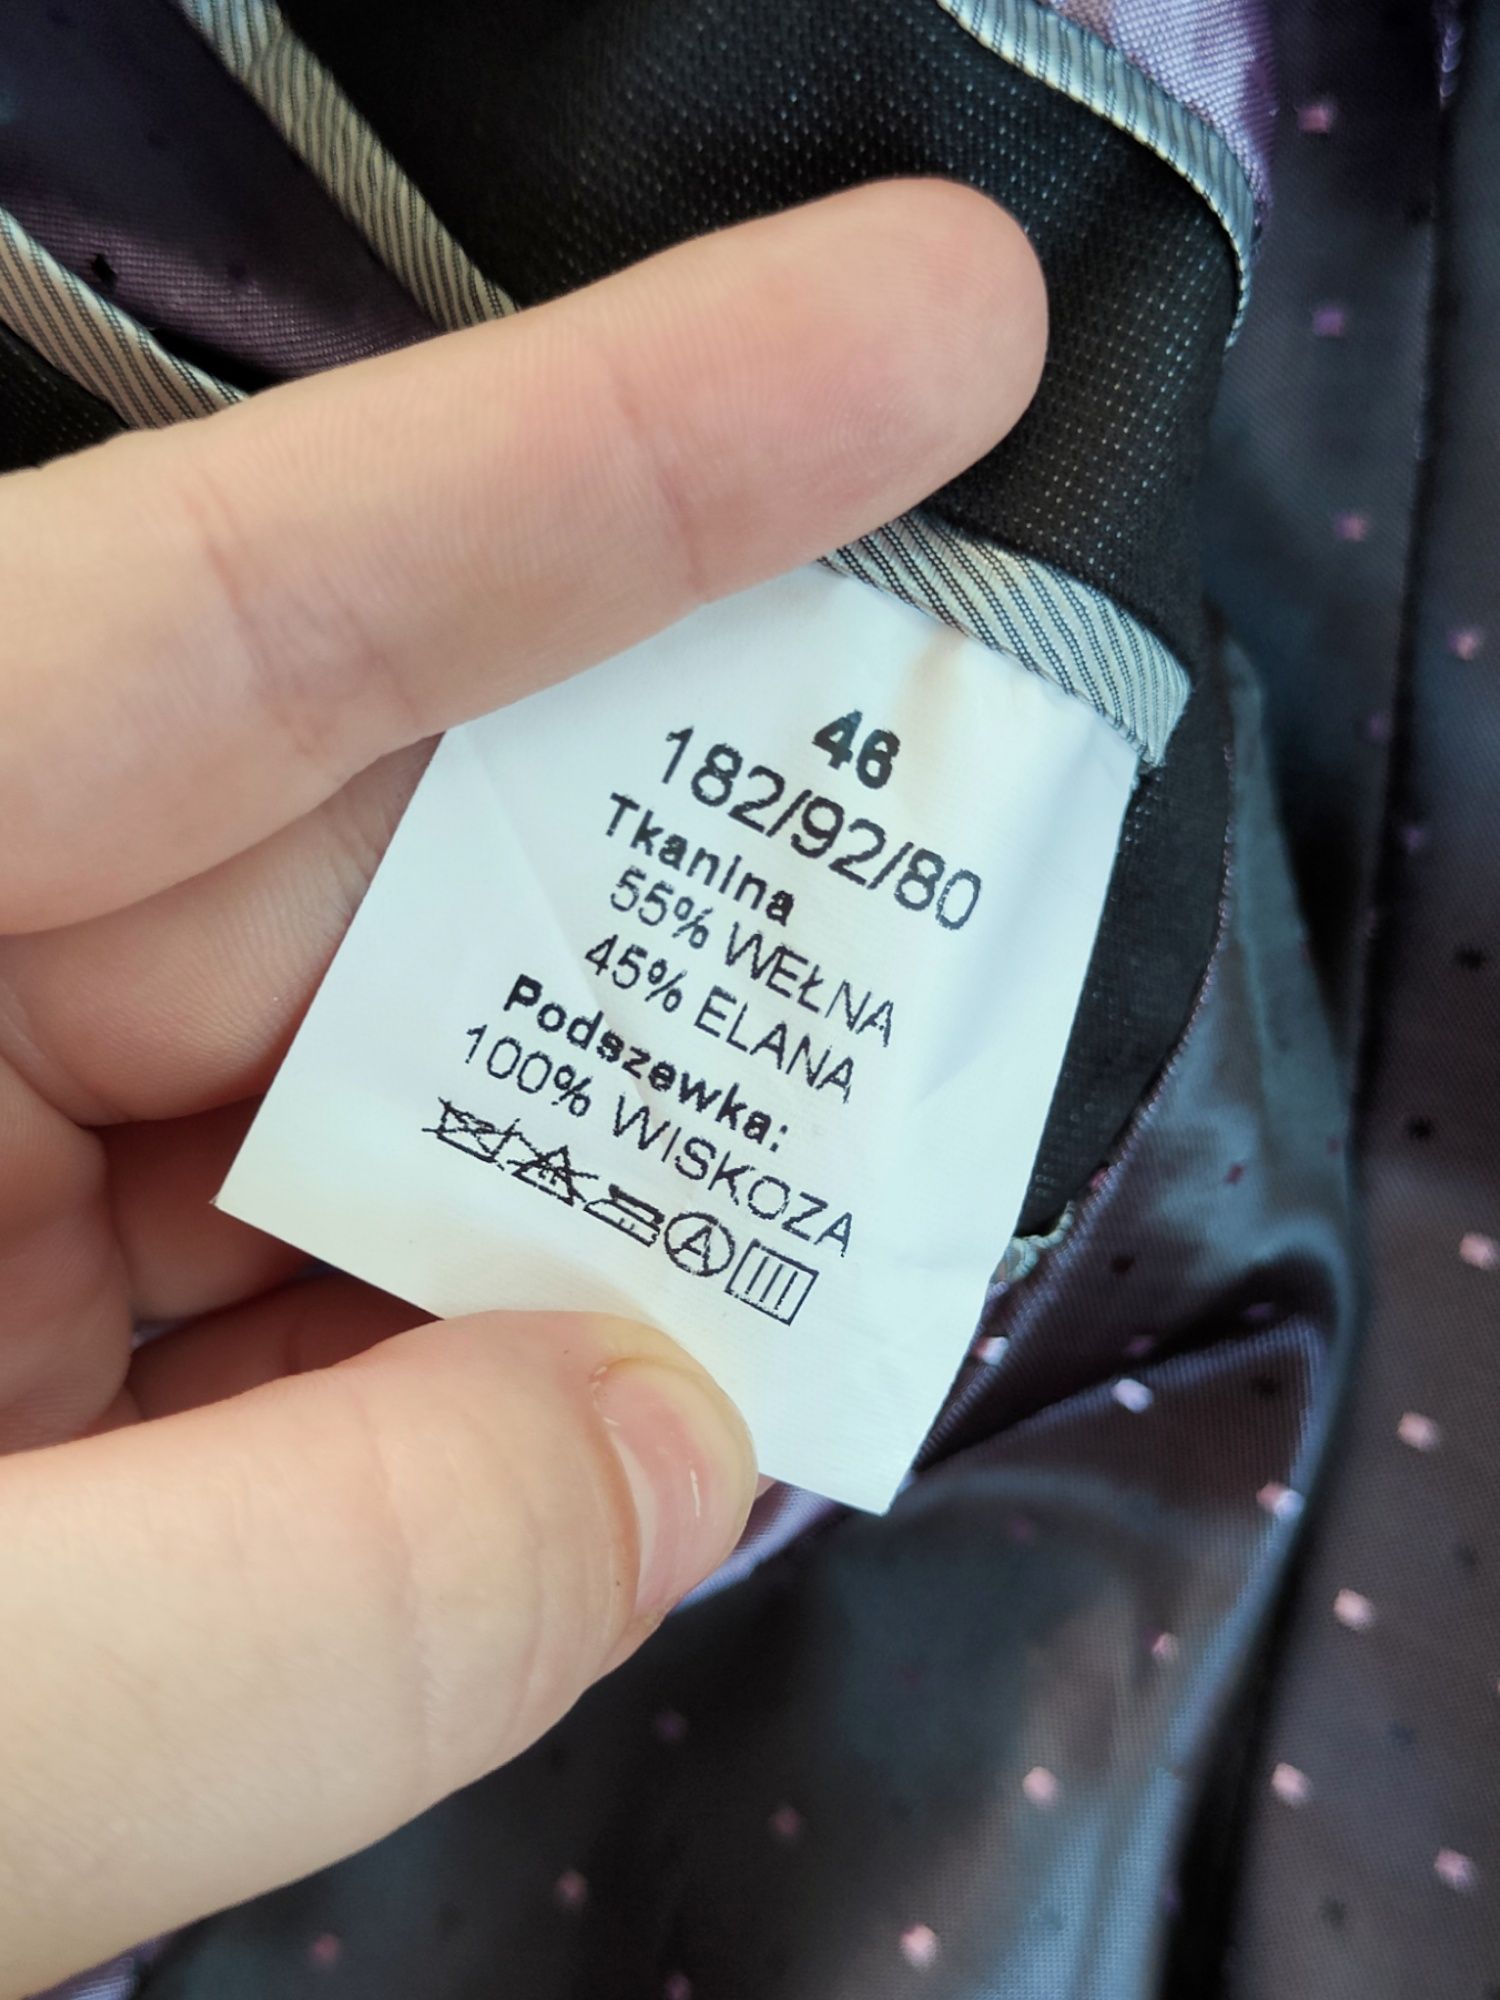 46
182/92/80
Tkanina
55% WEŁNA
45% ELANA
Podszewka:
100% WISKOZA
A